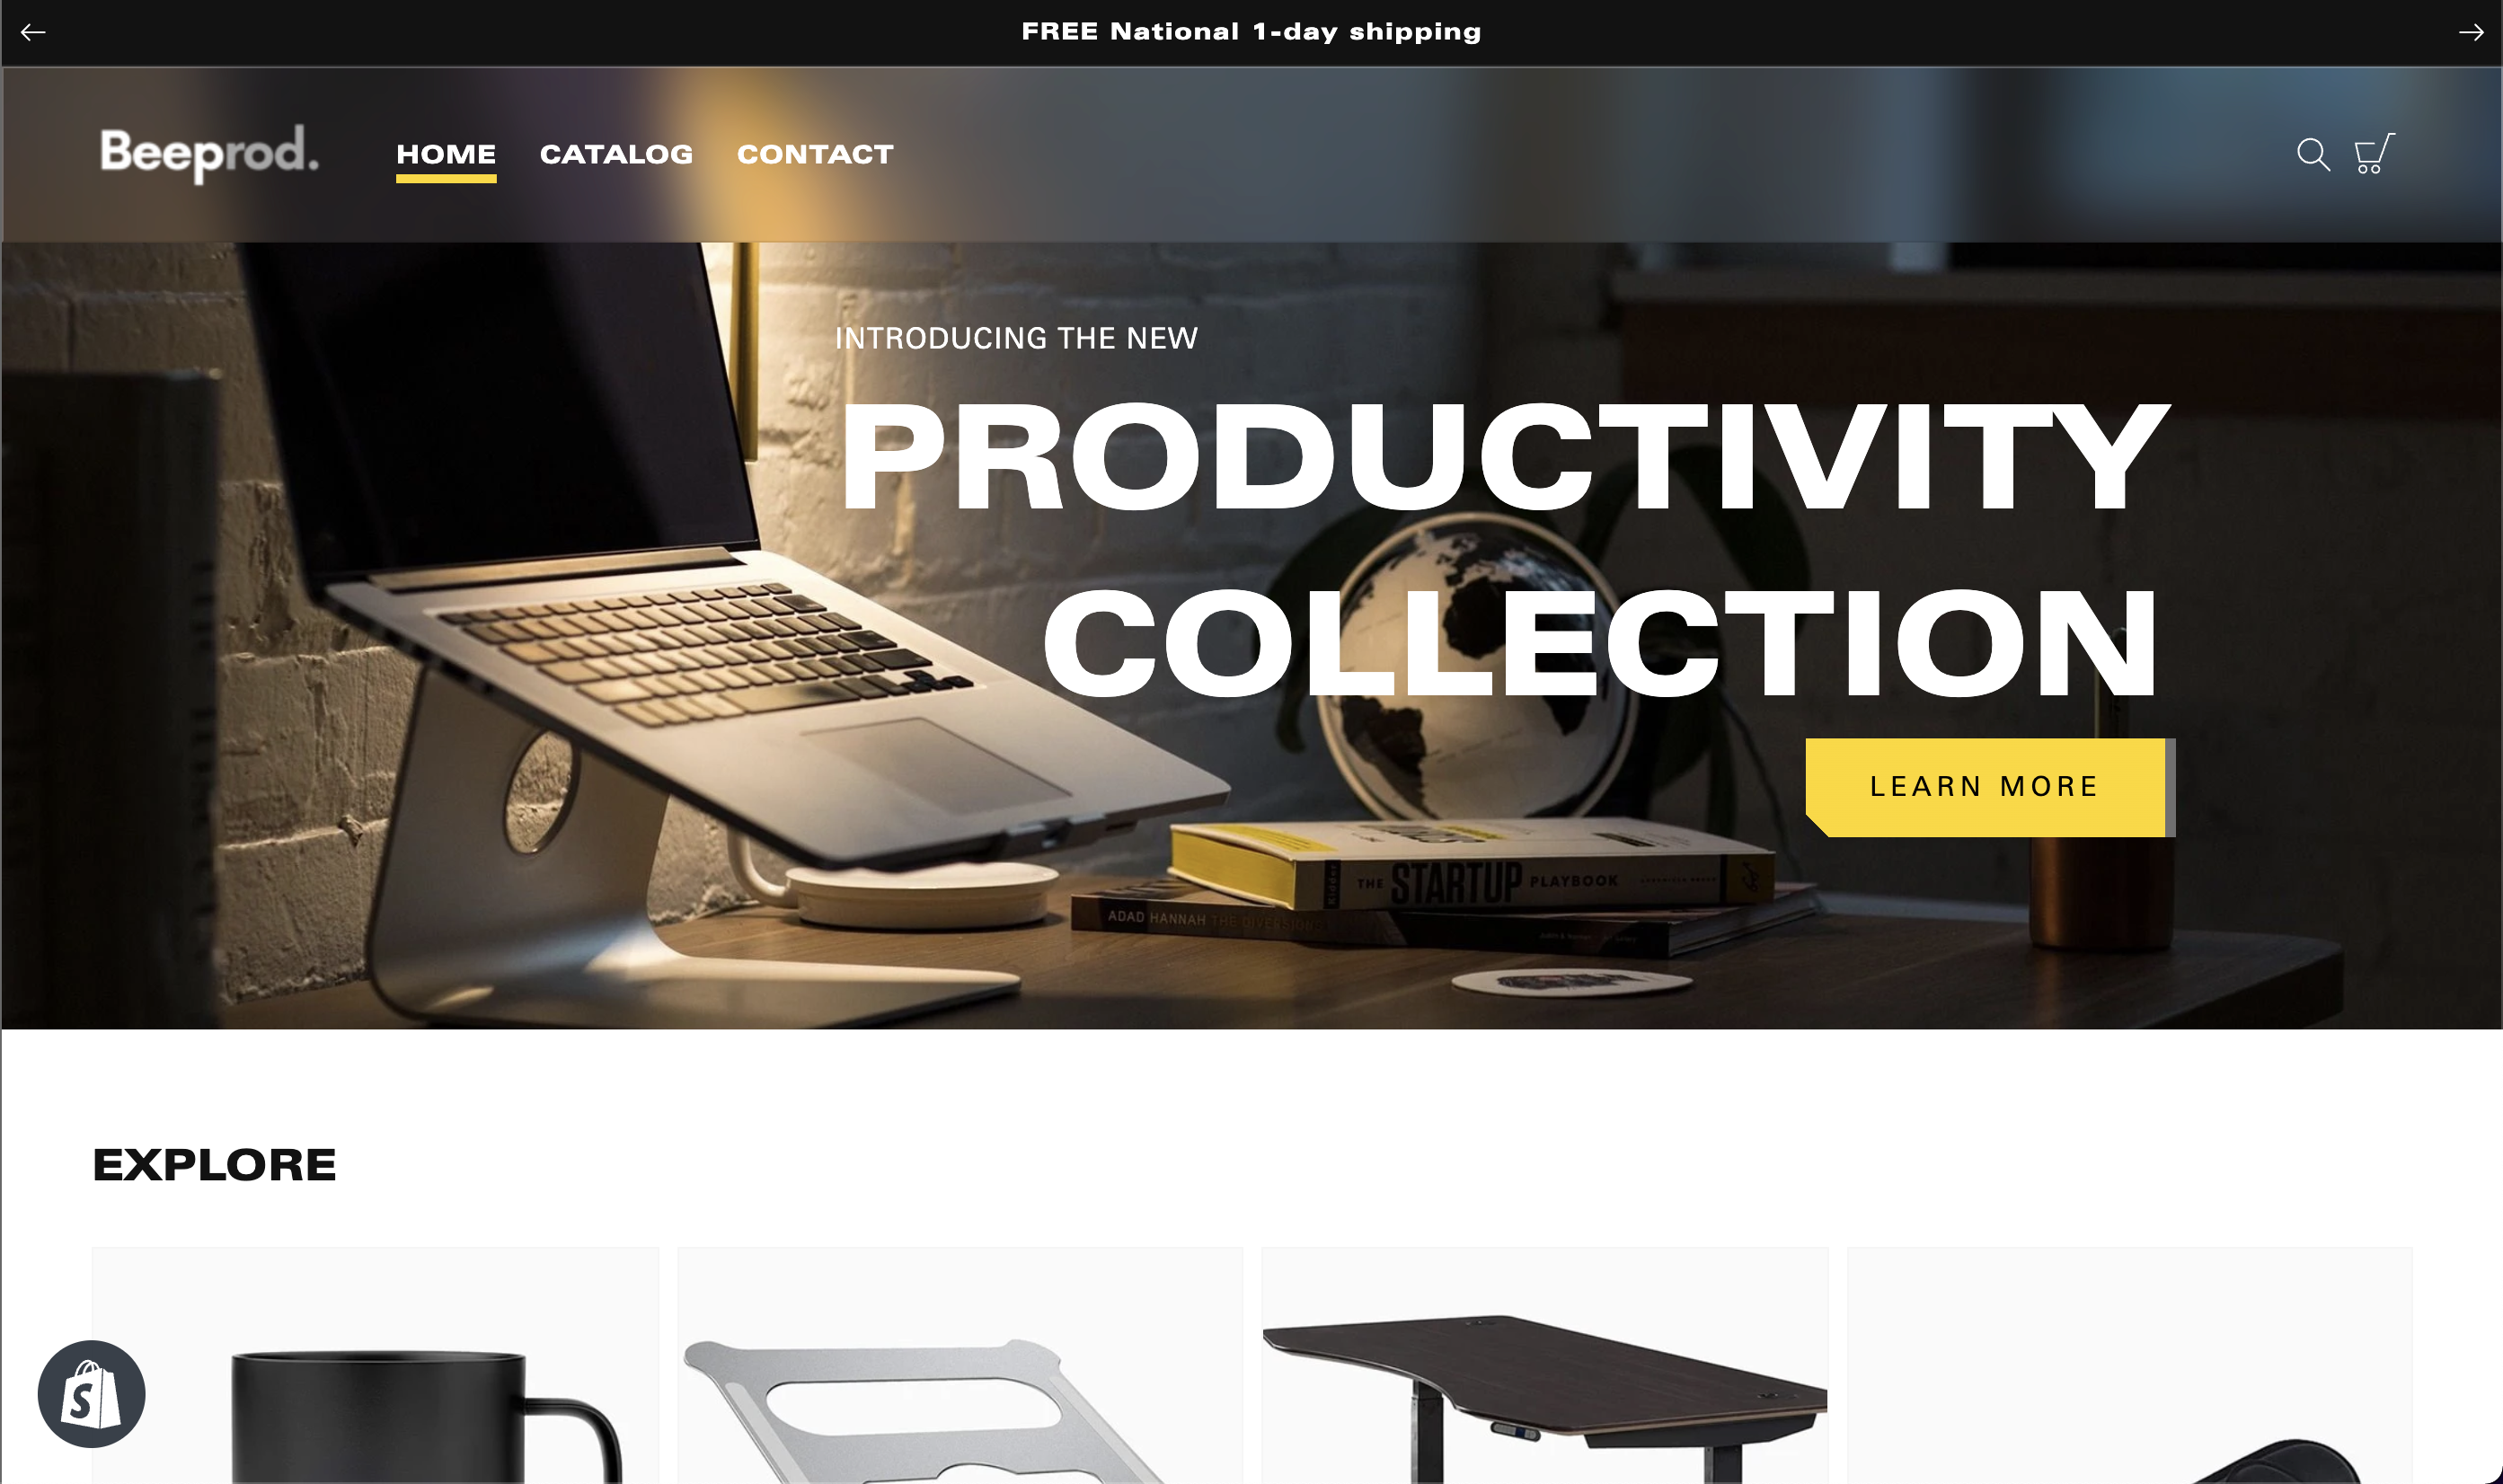 FREE National 1-day shipping
Beeprod.
HOME CATALOG CONTACT
INTRODUCING THE NEW
PRODUCTIVITY
COLLECTION
LEARN MORE
THE STARTUP PLAYBOOK
Kidder
ADAD HANNAH THE DIVERSIONS
EXPLORE
S